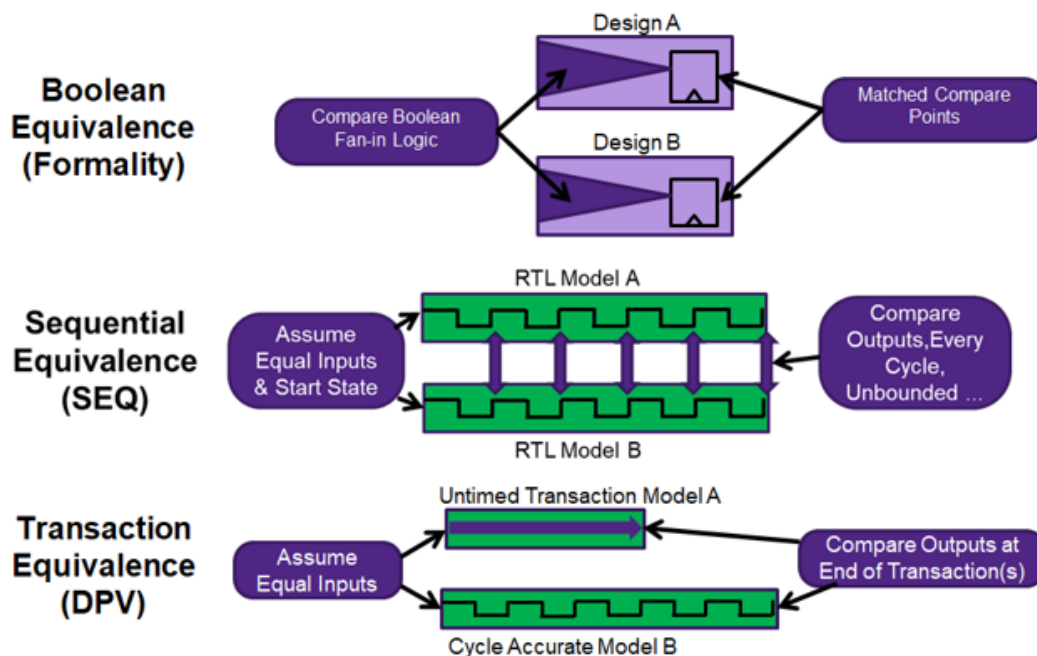 Boolean
Equivalence
(Formality)
Compare Boolean
Fan-in Logic
Design A
Design B
Matched Compare
Points
Sequential
Equivalence
(SEQ)
Assume
Equal Inputs
& Start State
RTL Model A
RTL Model B
Compare
Outputs,Every
Cycle,
Unbounded ...
Transaction
Equivalence
(DPV)
Assume
Equal Inputs
Untimed Transaction Model A
Cycle Accurate Model B
Compare Outputs at
End of Transaction(s)